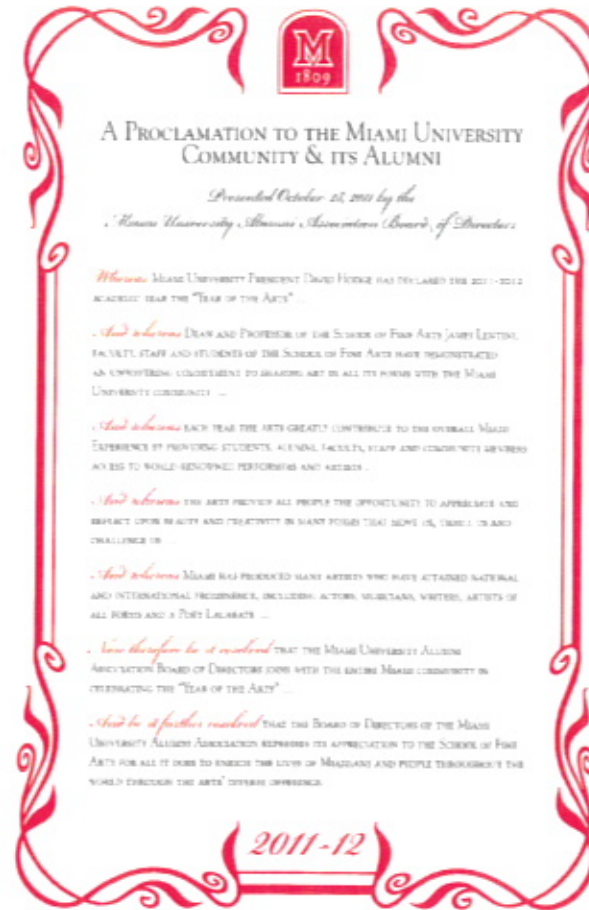 M
1809
A PROCLAMATION TO THE MIAMI UNIVERSITY
COMMUNITY & ITS ALUMNI
Presented October 25, 2011 by the
Miami University Alumni Association Board of Directors
Whereas MIAMI UNIVERSITY PRESIDENT DAVID HODGE HAS DECLARED THE 2011-2012
ACADEMIC YEAR THE "YEAR OF THE ARTS" ...
And whereas DEAN AND PROFESSOR OF THE SCHOOL OF FINE ARTS JAMES LENTINI,
FACULTY, STAFF AND STUDENTS OF THE SCHOOL OF FINE ARTS HAVE DEMONSTRATED
AN UNWAVERING COMMITMENT TO SHARING ART IN ALL ITS FORMS WITH THE MIAMI
UNIVERSITY COMMUNITY ...
And whereas EACH YEAR THE ARTS GREATLY CONTRIBUTE TO THE OVERALL MIAMI
EXPERIENCE BY PROVIDING STUDENTS, ALUMNI, FACULTY, STAFF AND COMMUNITY MEMBERS
ACCESS TO WORLD-RENOWNED PERFORMERS AND ARTISTS ...
And whereas THE ARTS PROVIDE ALL PEOPLE THE OPPORTUNITY TO APPRECIATE AND
REFLECT UPON BEAUTY AND CREATIVITY IN MANY FORMS THAT MOVE US, THRILL US AND
CHALLENGE US ...
And whereas MIAMI HAS PRODUCED MANY ARTISTS WHO HAVE ATTAINED NATIONAL
AND INTERNATIONAL PROMINENCE, INCLUDING ACTORS, MUSICIANS, WRITERS, ARTISTS OF
ALL FORMS AND A POET LAUREATE ...
Now therefore be it resolved THAT THE MIAMI UNIVERSITY ALUMNI
ASSOCIATION BOARD OF DIRECTORS JOINS WITH THE ENTIRE MIAMI COMMUNITY IN
CELEBRATING THE "YEAR OF THE ARTS" ...
And be it further resolved THAT THE BOARD OF DIRECTORS OF THE MIAMI
UNIVERSITY ALUMNI ASSOCIATION EXPRESSES ITS APPRECIATION TO THE SCHOOL OF FINE
ARTS FOR ALL IT DOES TO ENRICH THE LIVES OF MIAMIANS AND PEOPLE THROUGHOUT THE
WORLD THROUGH THE ARTS' DIVERSE OFFERINGS.
2011-12